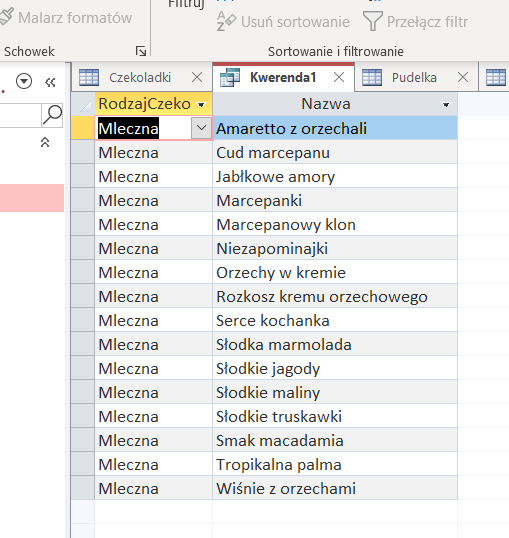 Malarz formatów
Filtruj
Usuń sortowanie
Przełącz filtr
Schowek
Sortowanie i filtrowanie
Czekoladki
Kwerenda1
Pudelka
RodzajCzeko
Nazwa
Mleczna Amaretto z orzechali
Mleczna Cud marcepanu
Mleczna Jabłkowe amory
Mleczna Marcepanki
Mleczna Marcepanowy klon
Mleczna Niezapominajki
Mleczna Orzechy w kremie
Mleczna Rozkosz kremu orzechowego
Mleczna Serce kochanka
Mleczna Słodka marmolada
Mleczna Słodkie jagody
Mleczna Słodkie maliny
Mleczna Słodkie truskawki
Mleczna Smak macadamia
Mleczna Tropikalna palma
Mleczna Wiśnie z orzechami